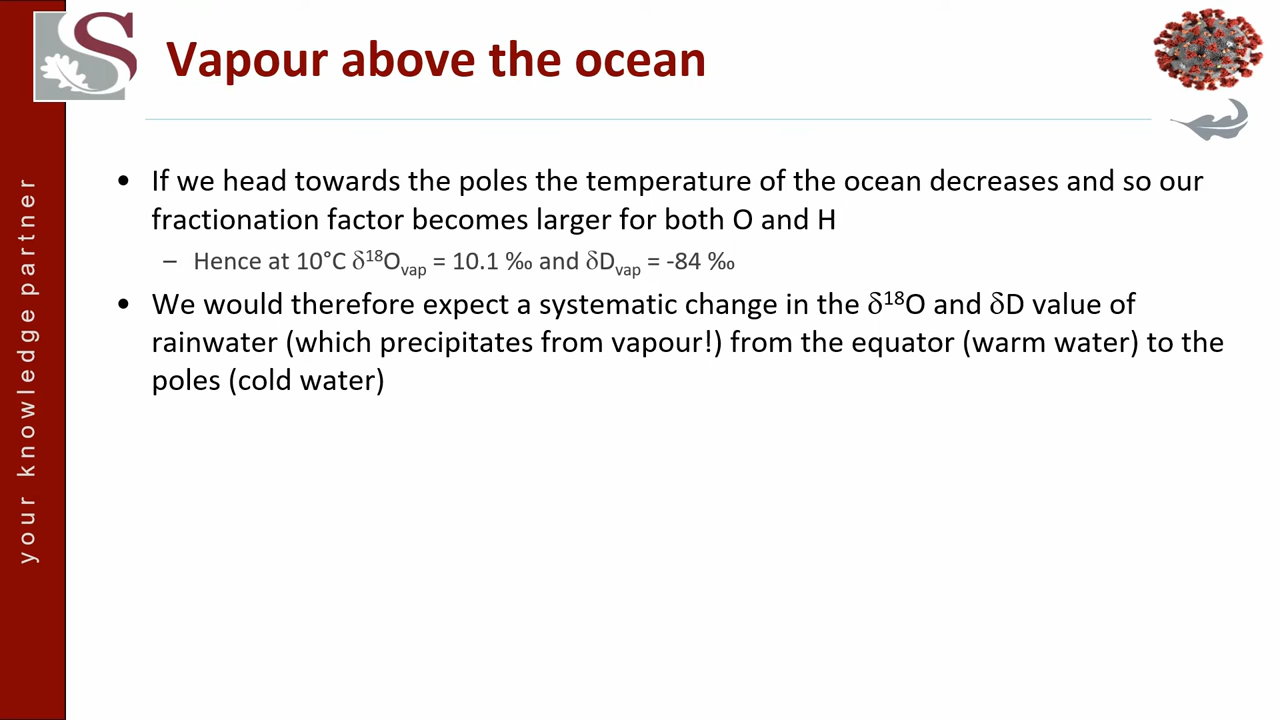 S
Vapour above the ocean
your knowledge partner
• If we head towards the poles the temperature of the ocean decreases and so our
fractionation factor becomes larger for both O and H
– Hence at 10°C δ¹⁸Ovap = 10.1 ‰ and δDvap = -84 ‰
• We would therefore expect a systematic change in the δ¹⁸O and δD value of
rainwater (which precipitates from vapour!) from the equator (warm water) to the
poles (cold water)